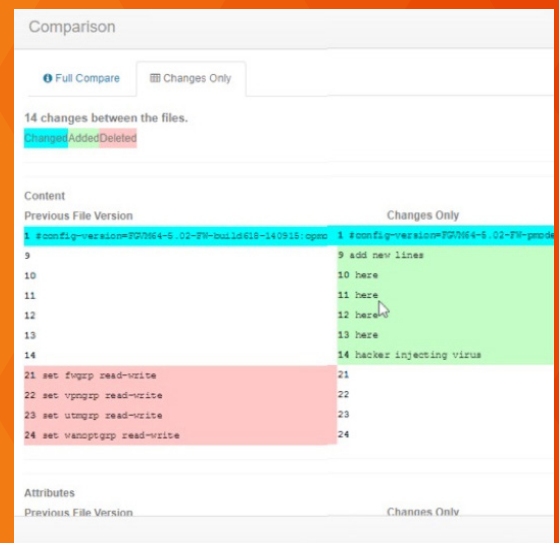 Comparison
Full Compare
Changes Only
14 changes between the files.
ChangedAddedDeleted
Content
Previous File Version Changes Only
1 #config-version=FGVM64-5.02-FW-build618-140915:opmo 1 #config-version=FGVM64-5.02-FW-pmode
9 9 add new lines
10 10 here
11 11 here
12 12 here
13 13 here
14 14 hacker injecting virus
21 set fwgrp read-write 21
22 set vpngrp read-write 22
23 set utmgrp read-write 23
24 set wanoptgrp read-write 24
Attributes
Previous File Version Changes Only